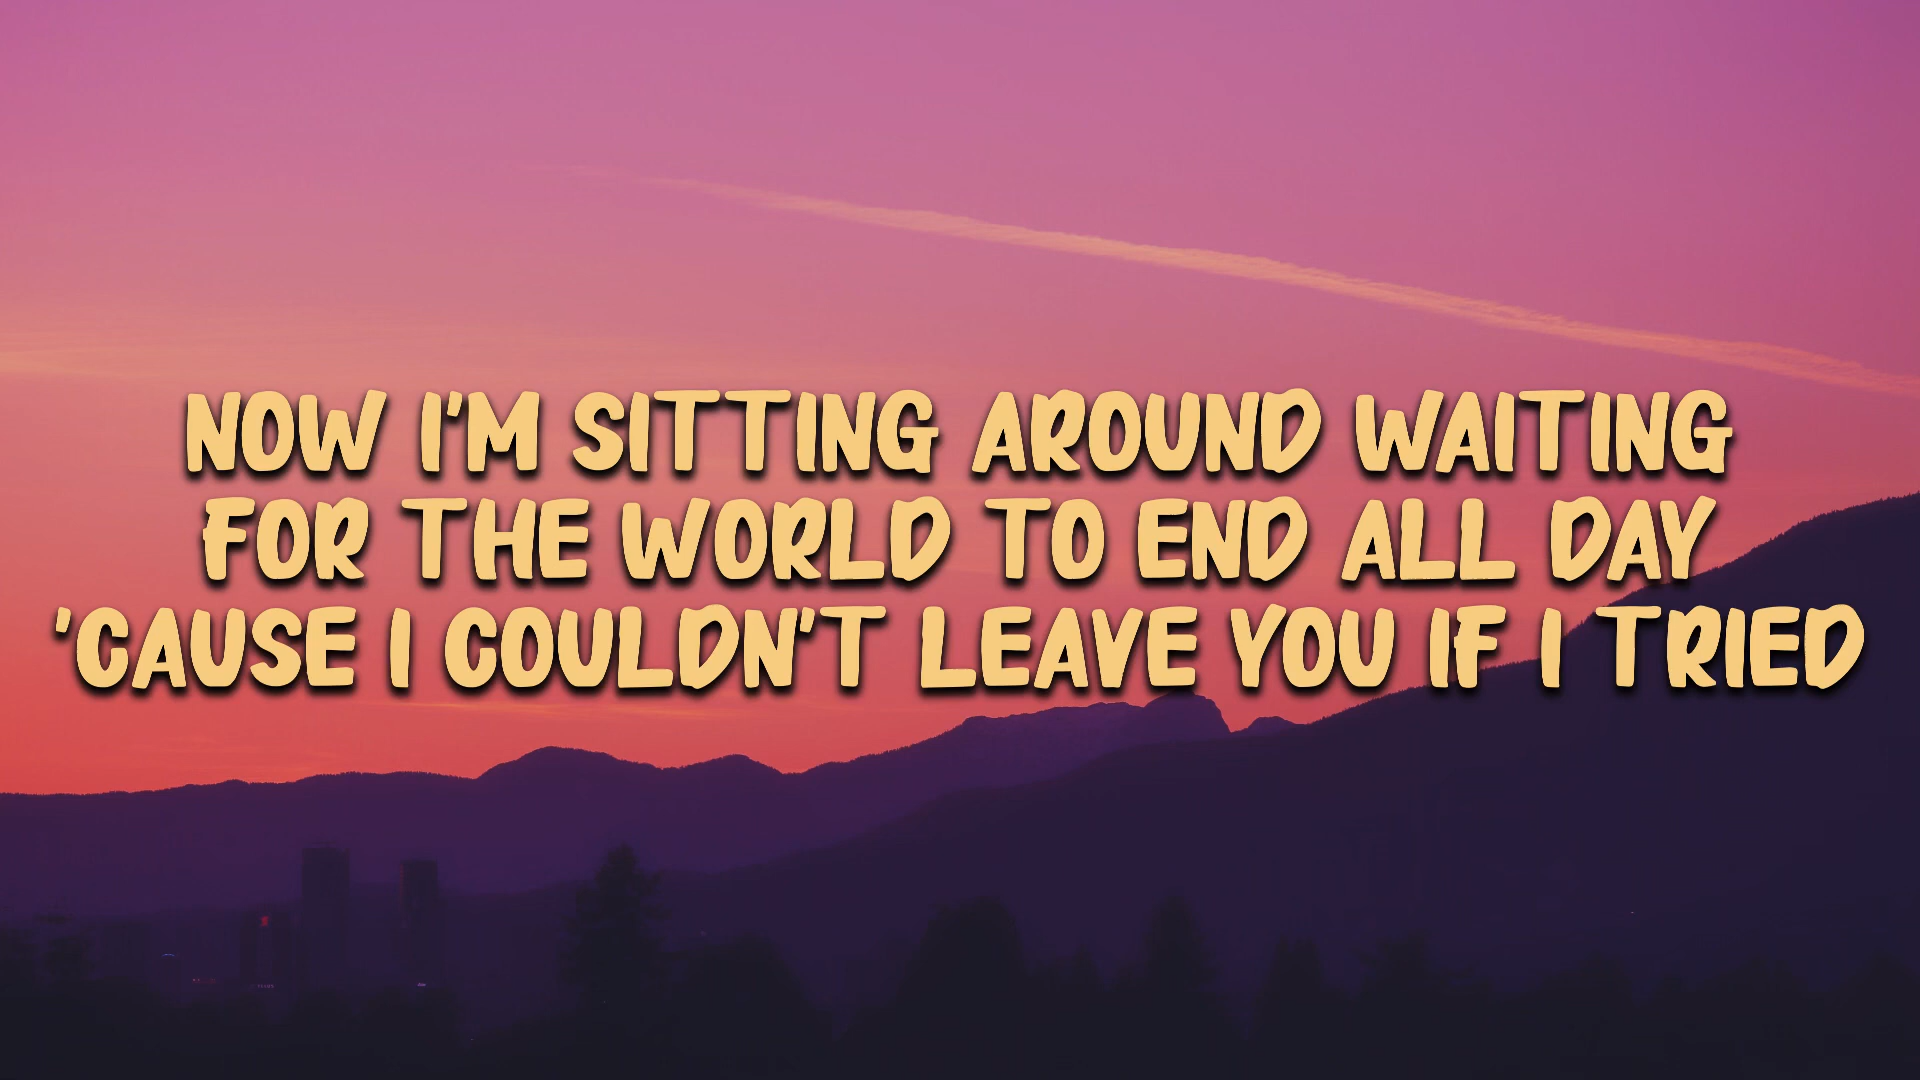 NOW I'M SITTING AROUND WAITING
FOR THE WORLD TO END ALL DAY
'CAUSE I COULDN'T LEAVE YOU IF I TRIED